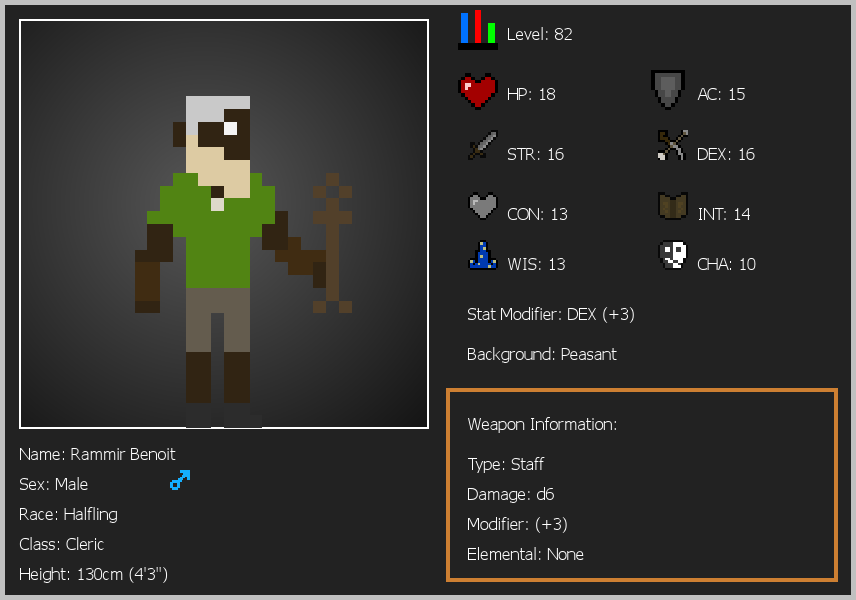 Level: 82
HP: 18
AC: 15
STR: 16
DEX: 16
CON: 13
INT: 14
WIS: 13
CHA: 10
Stat Modifier: DEX (+3)
Background: Peasant
Weapon Information:
Type: Staff
Damage: d6
Modifier: (+3)
Elemental: None
Name: Rammir Benoit
Sex: Male
Race: Halfling
Class: Cleric
Height: 130cm (4'3")